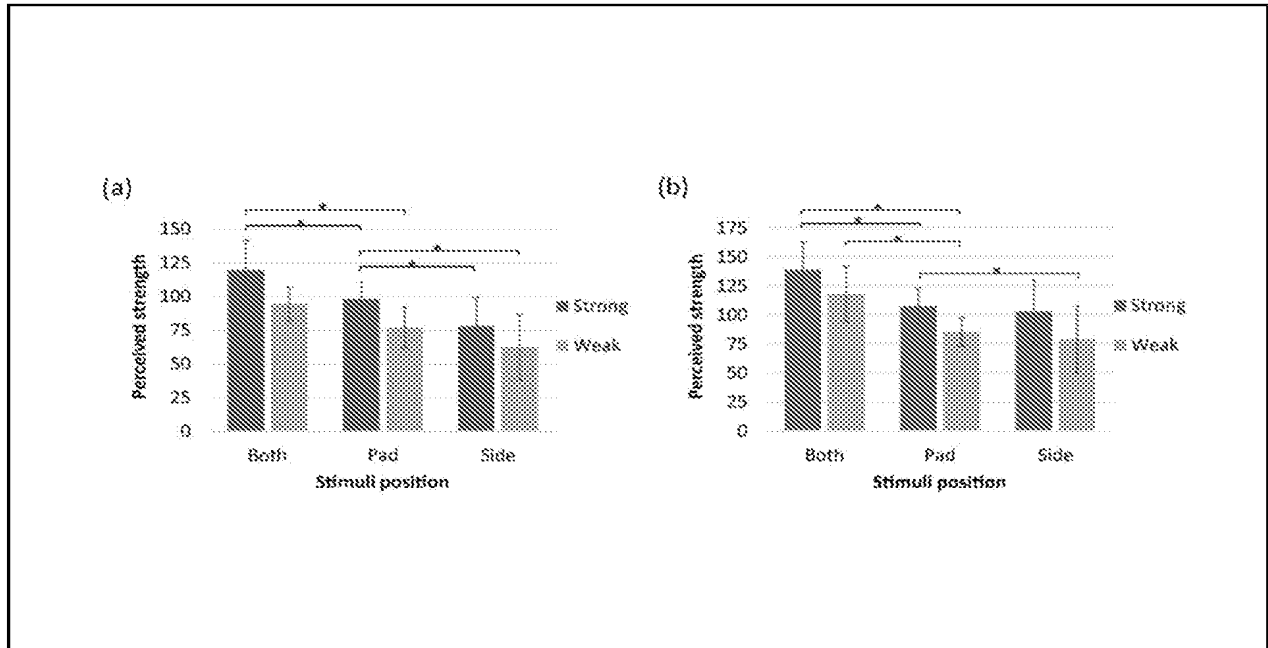 (a)
*
*
*
*
150
125
100
75
50
25
0
Perceived strength
Both Pad Side
Stimuli position
Strong
Weak
(b)
*
*
*
*
175
150
125
100
75
50
25
0
Perceived strength
Both Pad Side
Stimuli position
Strong
Weak